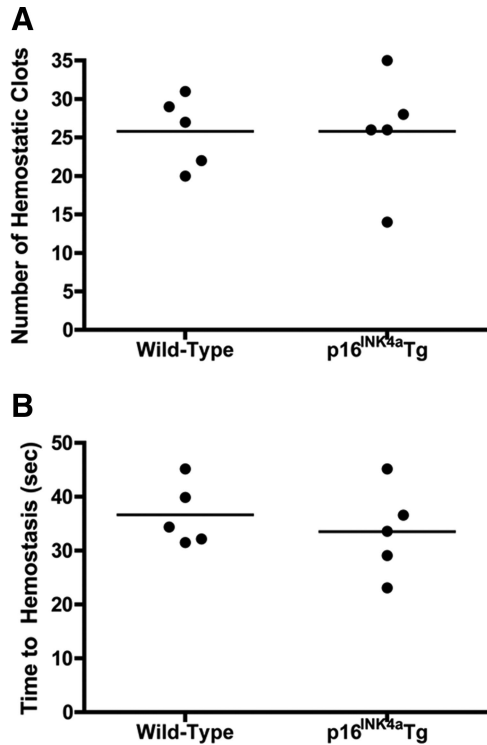 A
Number of Hemostatic Clots
35
30
25
20
15
10
5
0
Wild-Type
p16INK4aTg
B
Time to Hemostasis (sec)
50
40
30
20
10
0
Wild-Type
p16INK4aTg